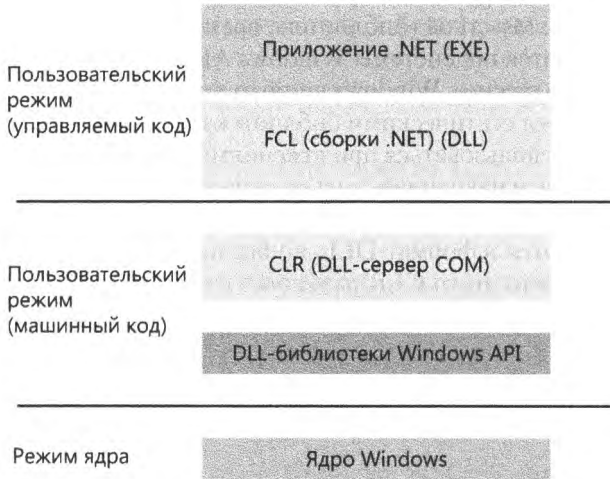 Приложение .NET (EXE)
Пользовательский
режим
(управляемый код)
FCL (сборки .NET) (DLL)
CLR (DLL-сервер COM)
Пользовательский
режим
(машинный код)
DLL-библиотеки Windows API
Режим ядра
Ядро Windows